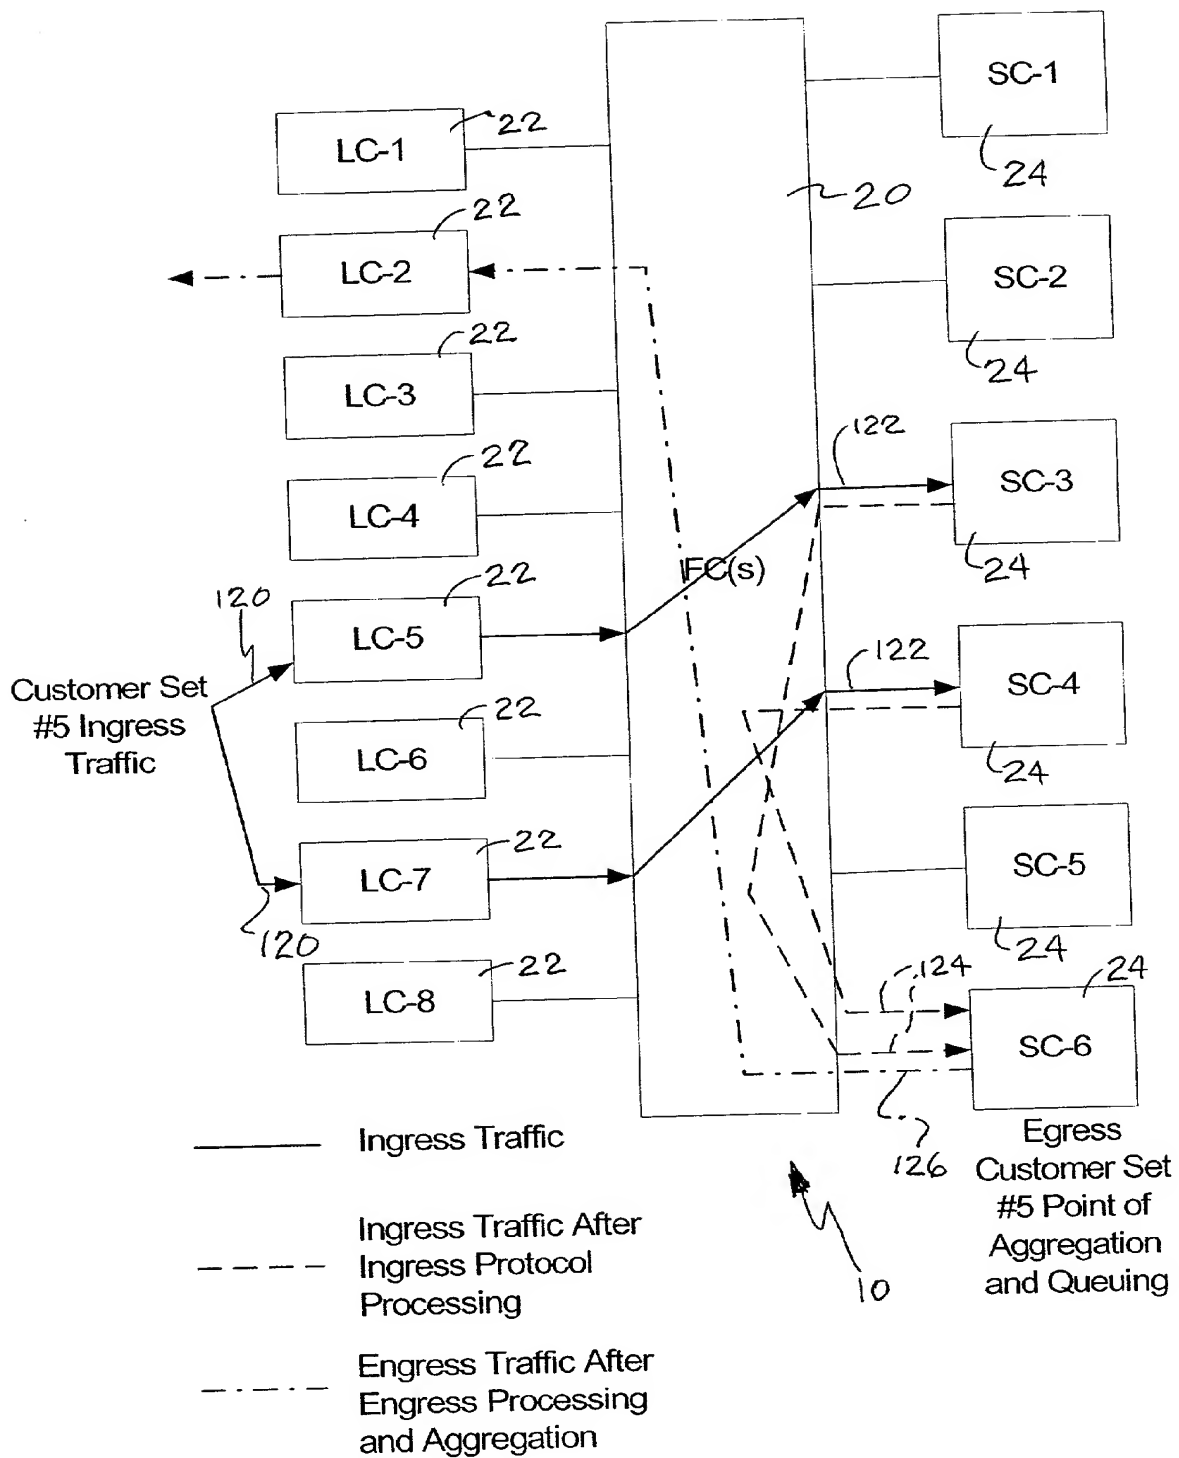 SC-1
24
22
LC-1
20
22
LC-2
SC-2
24
22
LC-3
122
SC-3
24
22
LC-4
FC(s)
22
LC-5
120
Customer Set
#5 Ingress
Traffic
122
SC-4
24
22
LC-6
22
LC-7
120
SC-5
24
22
LC-8
124
24
SC-6
126
Egress
Customer Set
#5 Point of
Aggregation
and Queuing
10
Ingress Traffic
Ingress Traffic After
Ingress Protocol
Processing
Engress Traffic After
Engress Processing
and Aggregation